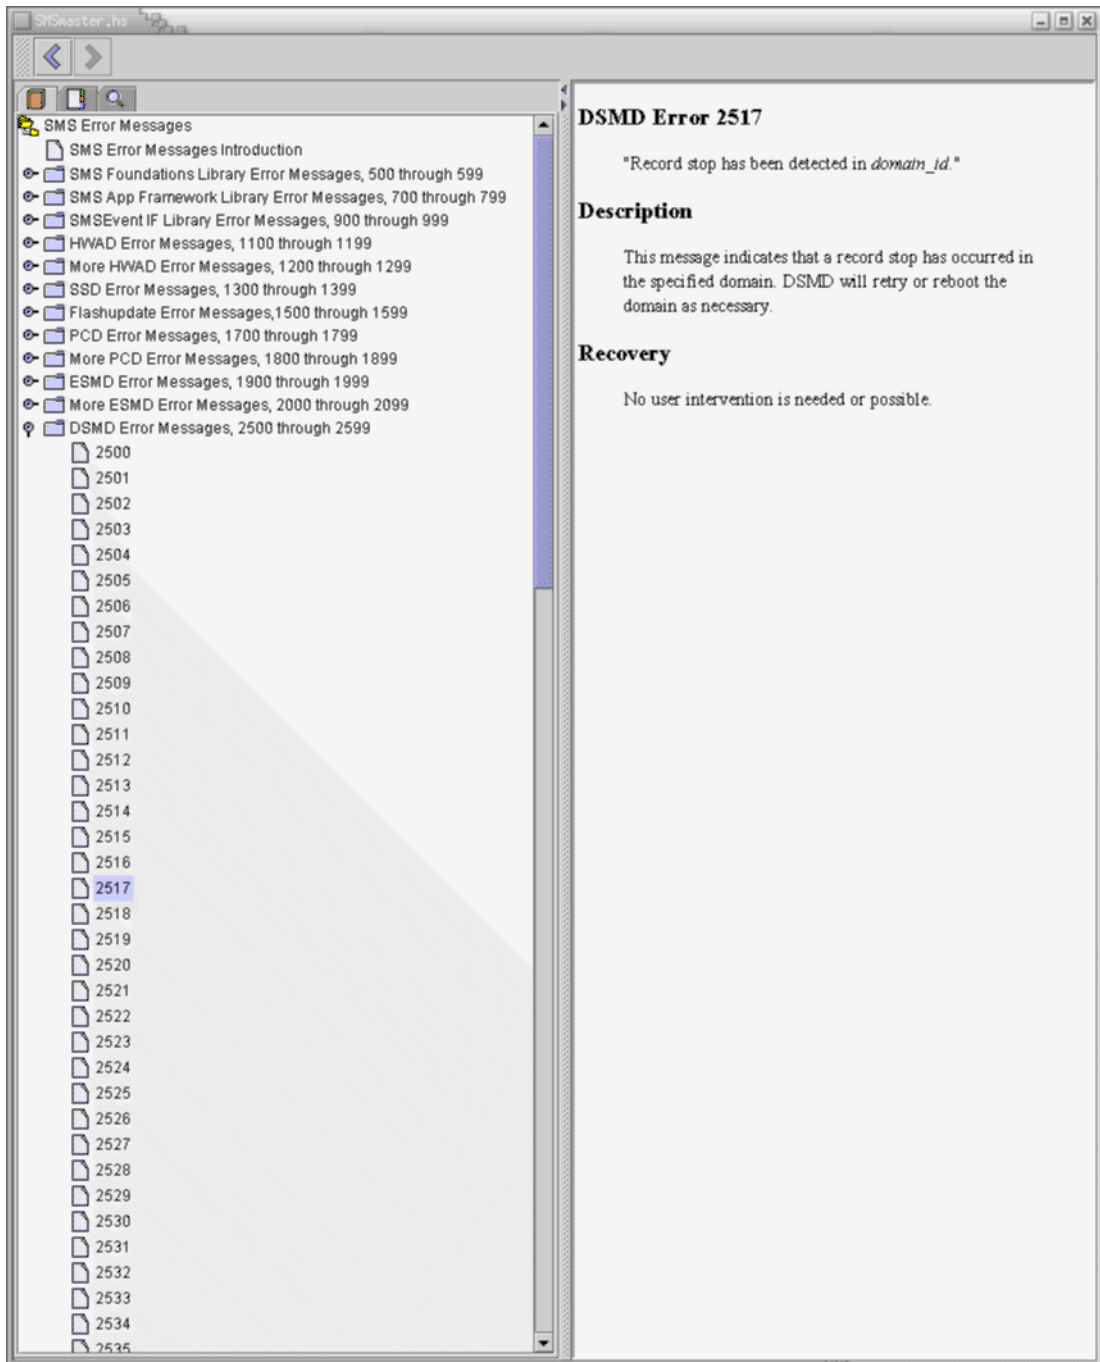 SMSmaster.hs
SMS Error Messages
SMS Error Messages Introduction
SMS Foundations Library Error Messages, 500 through 599
SMS App Framework Library Error Messages, 700 through 799
SMSEvent IF Library Error Messages, 900 through 999
HWAD Error Messages, 1100 through 1199
More HWAD Error Messages, 1200 through 1299
SSD Error Messages, 1300 through 1399
Flashupdate Error Messages,1500 through 1599
PCD Error Messages, 1700 through 1799
More PCD Error Messages, 1800 through 1899
ESMD Error Messages, 1900 through 1999
More ESMD Error Messages, 2000 through 2099
DSMD Error Messages, 2500 through 2599
2500
2501
2502
2503
2504
2505
2506
2507
2508
2509
2510
2511
2512
2513
2514
2515
2516
2517
2518
2519
2520
2521
2522
2523
2524
2525
2526
2527
2528
2529
2530
2531
2532
2533
2534
2535
DSMD Error 2517
"Record stop has been detected in domain_id."
Description
This message indicates that a record stop has occurred in
the specified domain. DSMD will retry or reboot the
domain as necessary.
Recovery
No user intervention is needed or possible.